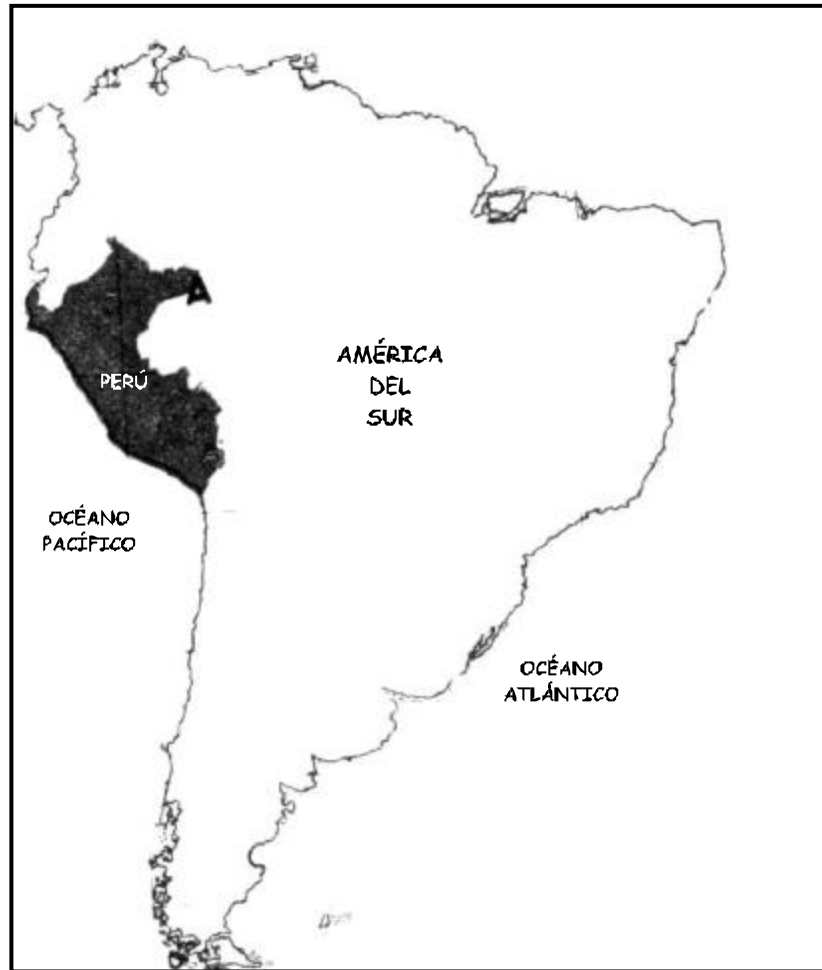 AMÉRICA
DEL
SUR
PERÚ
OCÉANO
PACÍFICO
OCÉANO
ATLÁNTICO